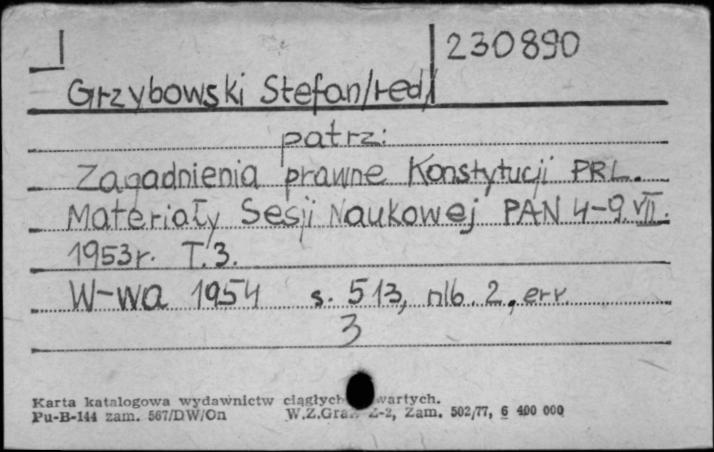 230890
Grzybowski Stefan/red/
patrz:
Zagadnienia prawne Konstytucji PRL.
Materiały Sesji Naukowej PAN 4-9 VII.
1953r. T.3.
W-wa 1954 s. 513, nlb. 2, err.
3
Karta katalogowa wydawnictw ciągłych
Pu-B-144 zam. 567/DW/On W.Z.Graf. Z-2, Zam. 502/77, 6 400 000